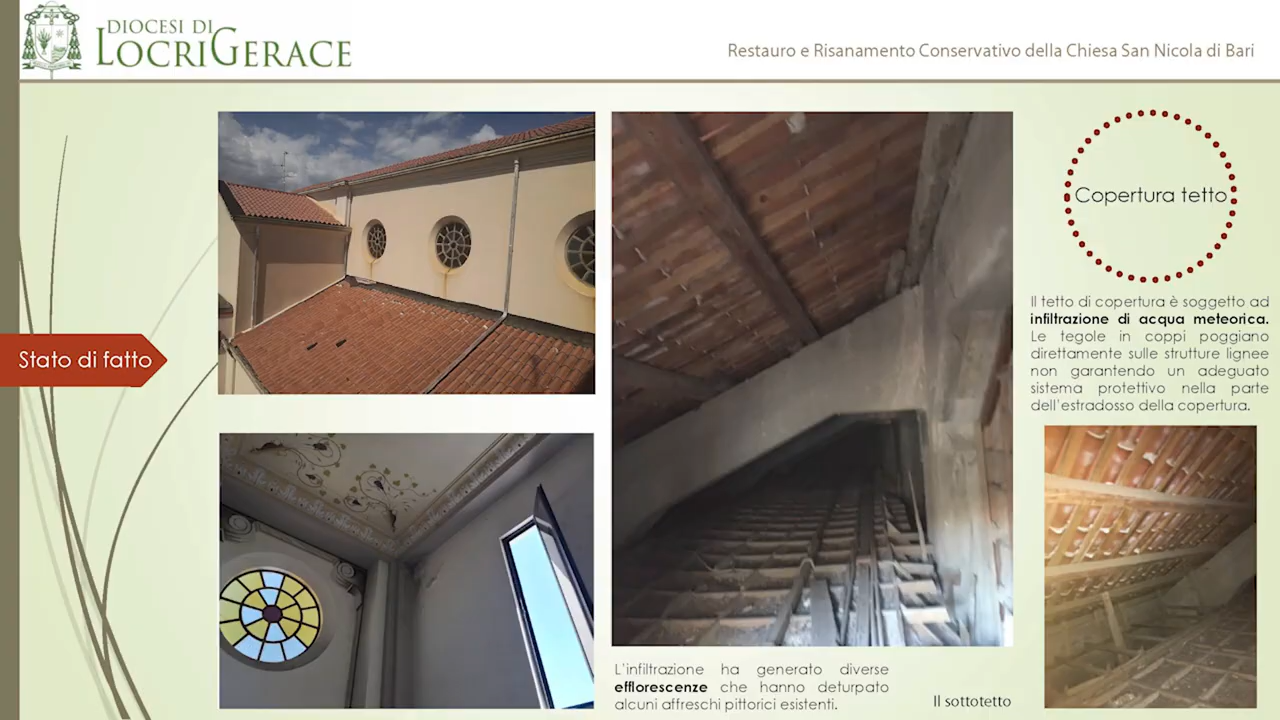 DIOCESI DI
LOCRIGERACE
Restauro e Risanamento Conservativo della Chiesa San Nicola di Bari
Stato di fatto
Copertura tetto
Il tetto di copertura è soggetto ad
infiltrazione di acqua meteorica.
Le tegole in coppi poggiano
direttamente sulle strutture lignee
non garantendo un adeguato
sistema protettivo nella parte
dell'estradosso della copertura.
L'infiltrazione ha generato diverse
efflorescenze che hanno deturpato
alcuni affreschi pittorici esistenti.
Il sottotetto